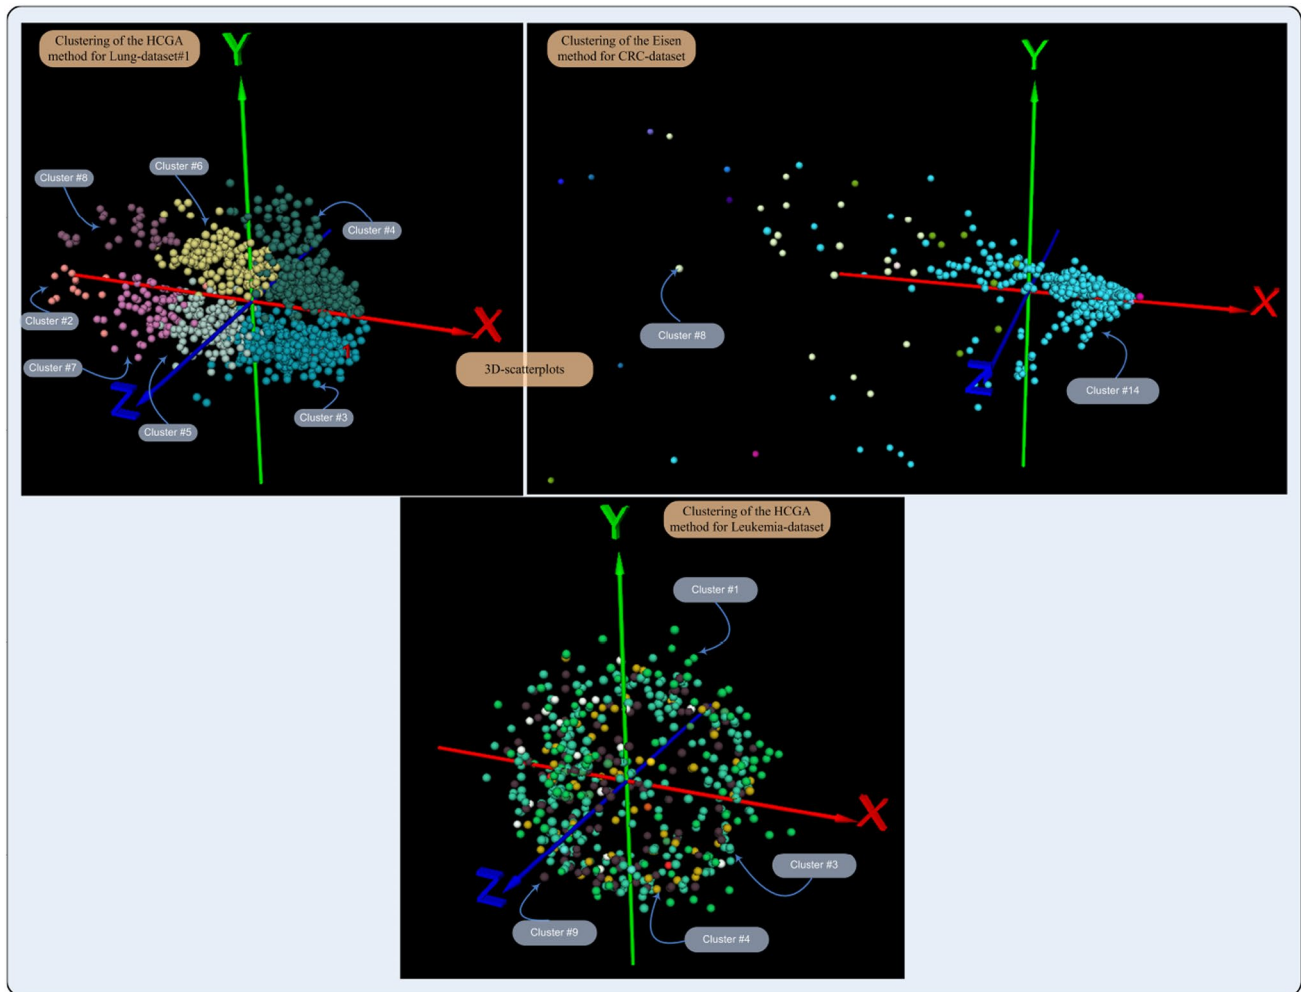 Clustering of the HCGA
method for Lung-dataset#1
Y
Cluster #6
Cluster #8
Cluster #4
X
Cluster #2
Cluster #7
Z
Cluster #3
Cluster #5
Clustering of the Eisen
method for CRC-dataset
Y
X
Cluster #8
Z
Cluster #14
3D-scatterplots
Clustering of the HCGA
method for Leukemia-dataset
Y
Cluster #1
X
Cluster #3
Z
Cluster #9
Cluster #4